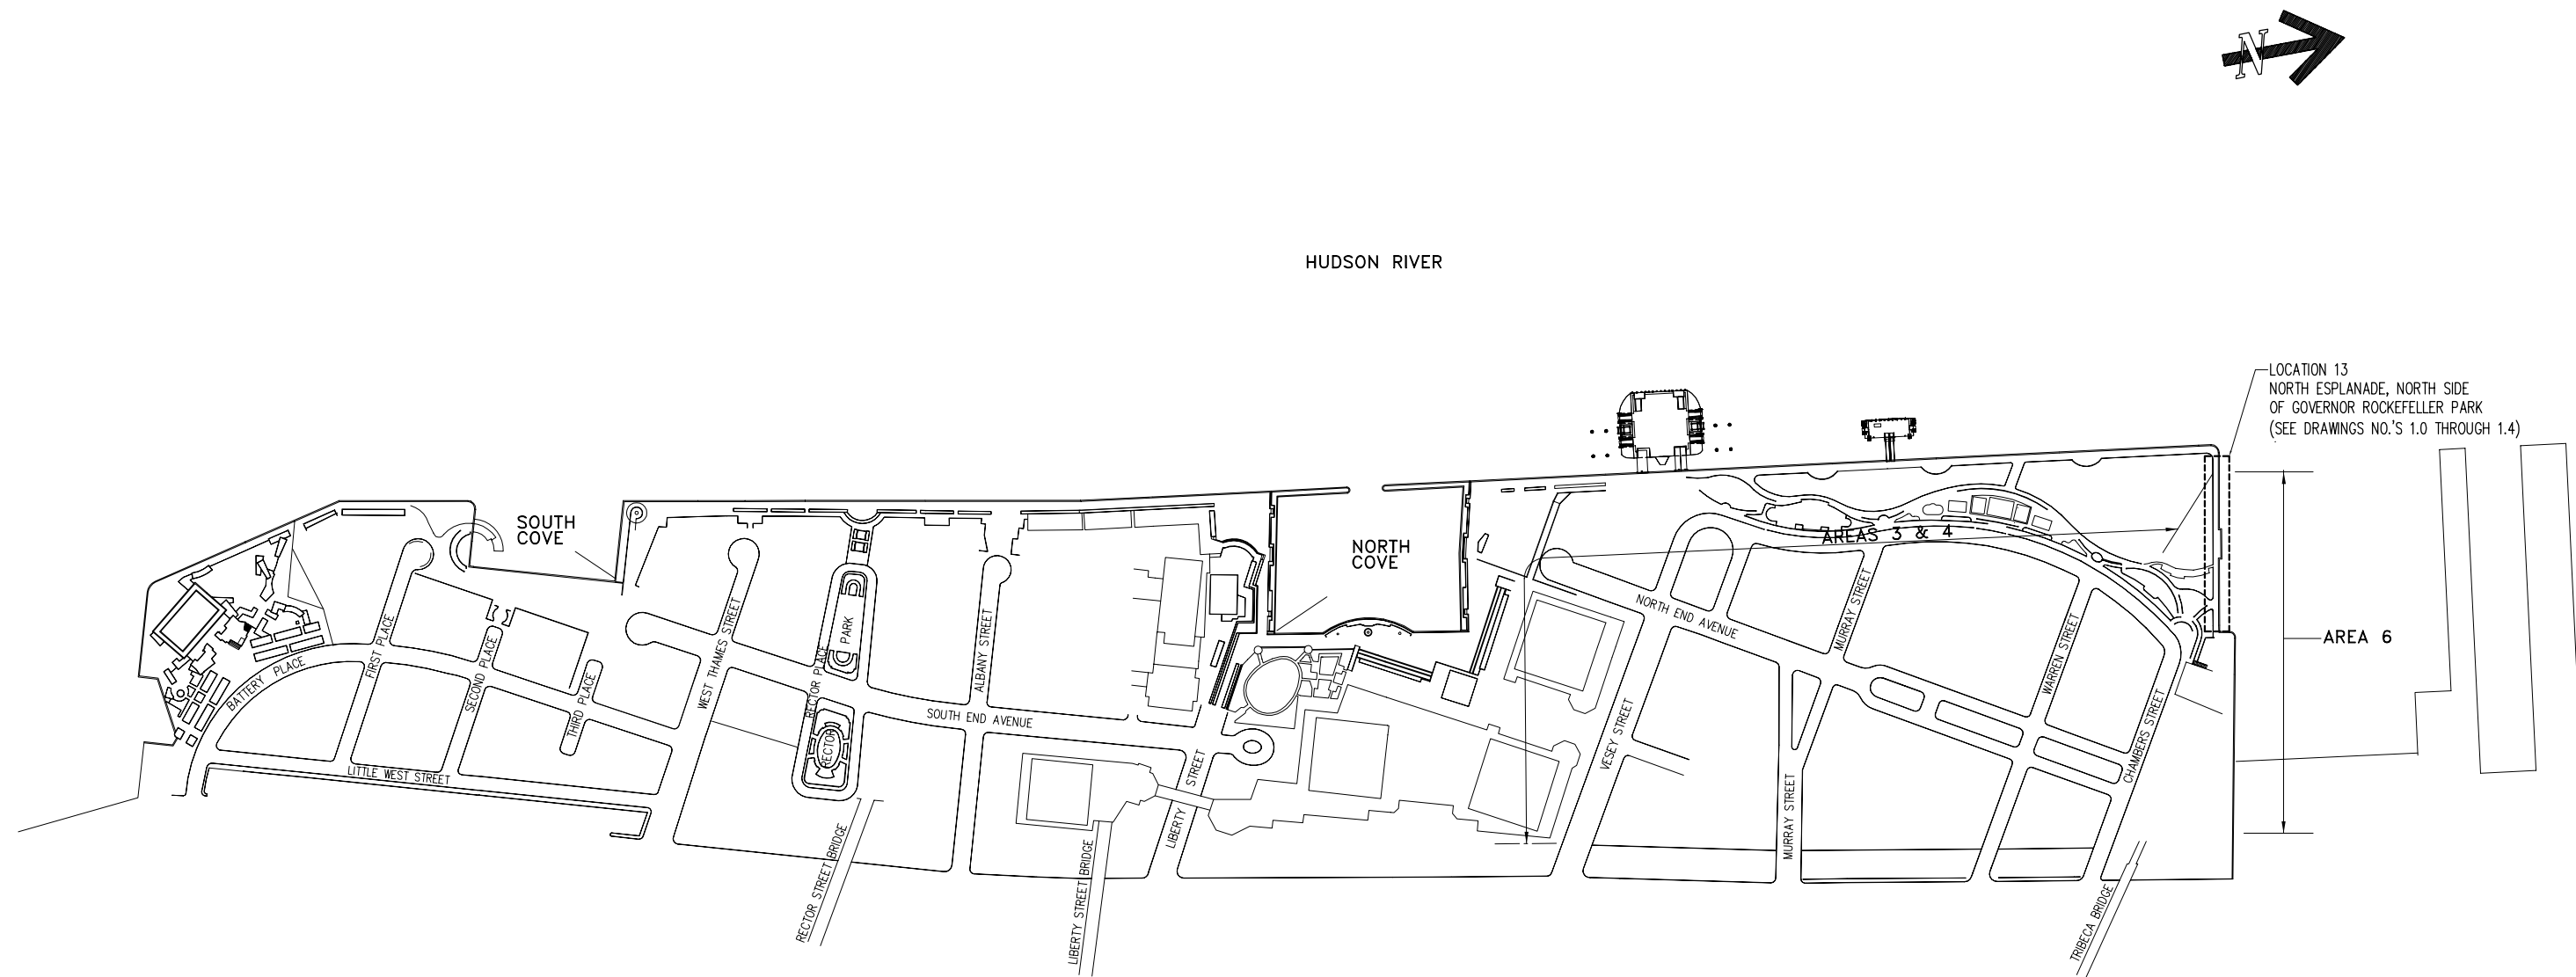 N
HUDSON RIVER
LOCATION 13
NORTH ESPLANADE, NORTH SIDE
OF GOVERNOR ROCKEFELLER PARK
(SEE DRAWINGS NO.'S 1.0 THROUGH 1.4)
SOUTH
COVE
NORTH
COVE
AREAS 3 & 4
AREA 6
BATTERY PLACE
FIRST PLACE
SECOND PLACE
THIRD PLACE
LITTLE WEST STREET
WEST THAMES STREET
RECTOR PLACE
PARK
RECTOR
ALBANY STREET
SOUTH END AVENUE
LIBERTY STREET
RECTOR STREET BRIDGE
LIBERTY STREET BRIDGE
VESEY STREET
NORTH END AVENUE
MURRAY STREET
MURRAY STREET
WARREN STREET
CHAMBERS STREET
TRIBECA BRIDGE